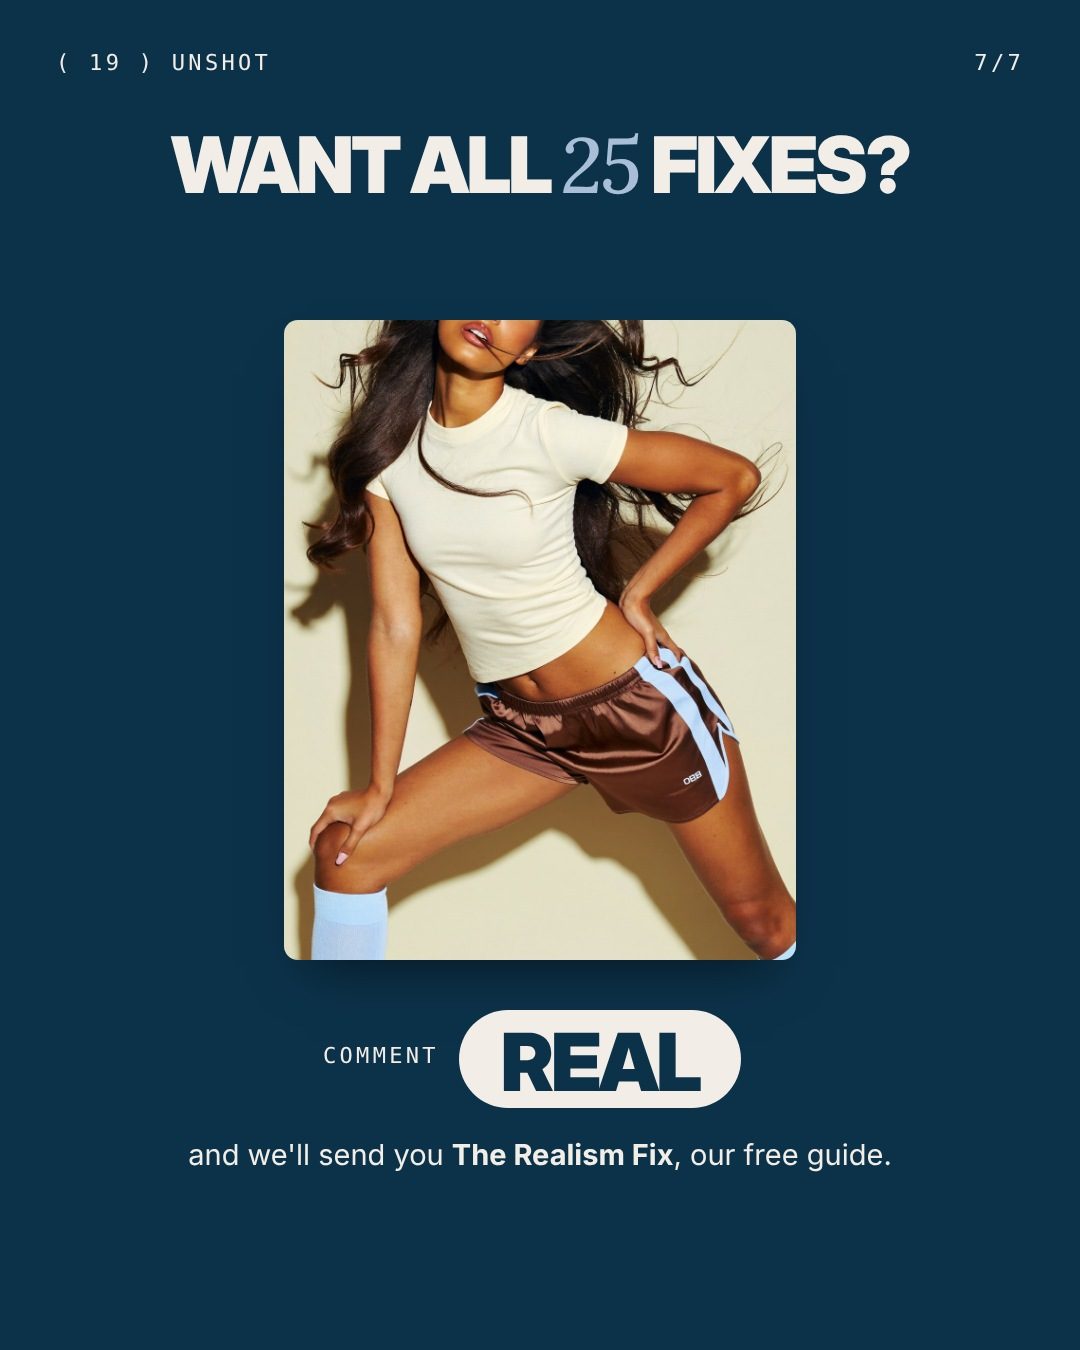 ( 19 ) UNSHOT
7/7
WANT ALL 25 FIXES?
OBB
COMMENT
REAL
and we'll send you The Realism Fix, our free guide.